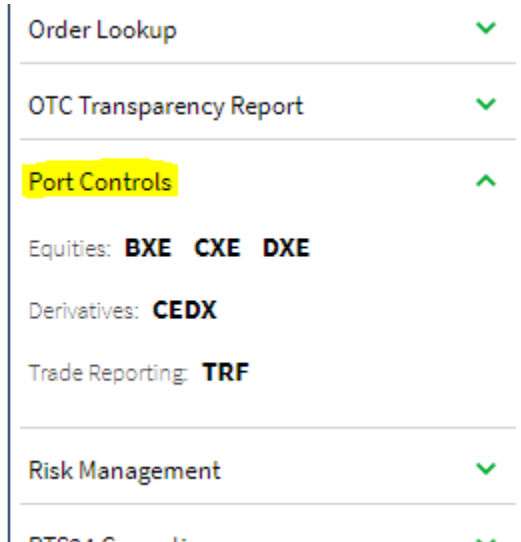 Order Lookup
OTC Transparency Report
Port Controls
Equities: BXE CXE DXE
Derivatives: CEDX
Trade Reporting: TRF
Risk Management